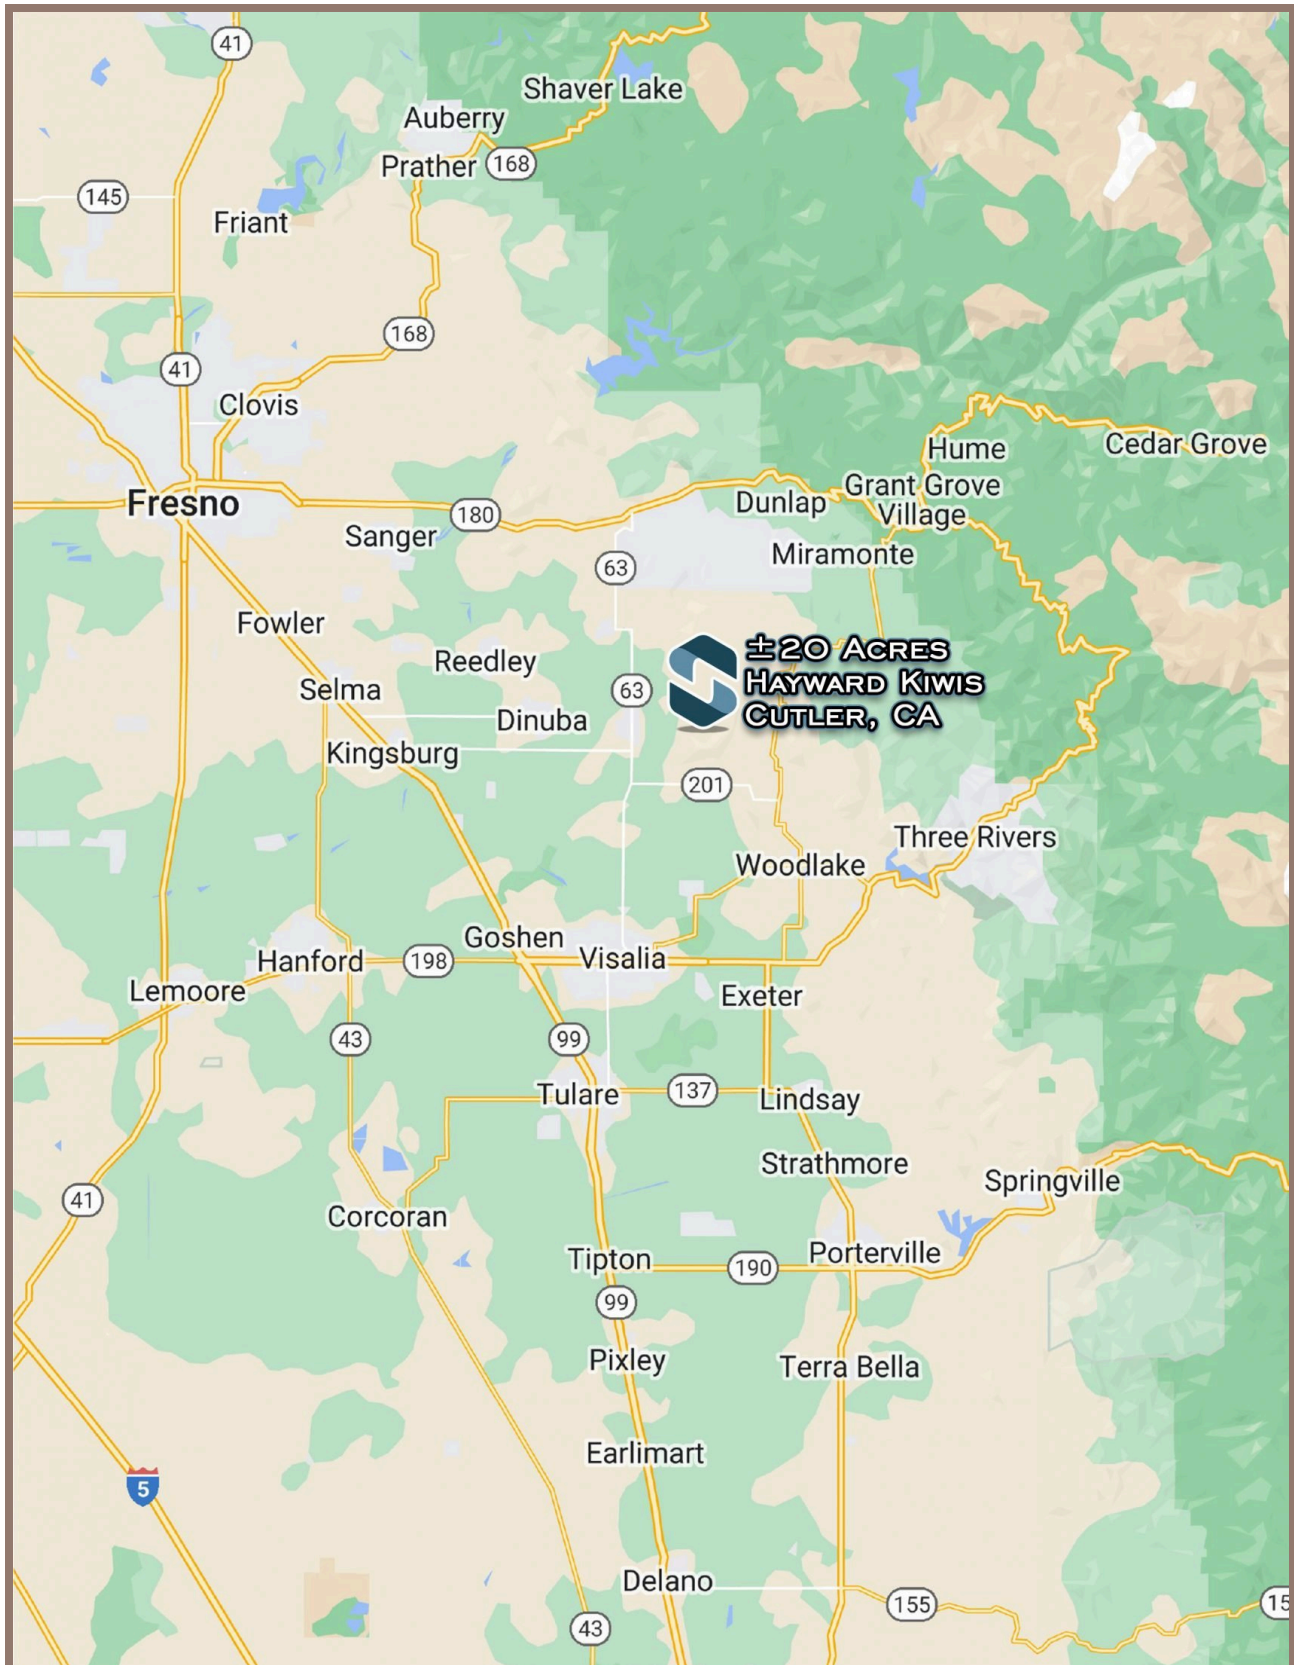 41
Shaver Lake
Auberry
Prather
168
145
Friant
168
41
Clovis
Hume
Cedar Grove
Grant Grove
Village
Dunlap
Fresno
180
Sanger
Miramonte
63
Fowler
±20 Acres
Hayward Kiwis
Cutler, CA
Reedley
Selma
63
Dinuba
Kingsburg
201
Three Rivers
Woodlake
Goshen
Hanford
198
Visalia
Lemoore
Exeter
43
99
Tulare
137
Lindsay
Strathmore
Springville
41
Corcoran
Tipton
190
Porterville
99
Pixley
Terra Bella
Earlimart
5
Delano
155
15
43